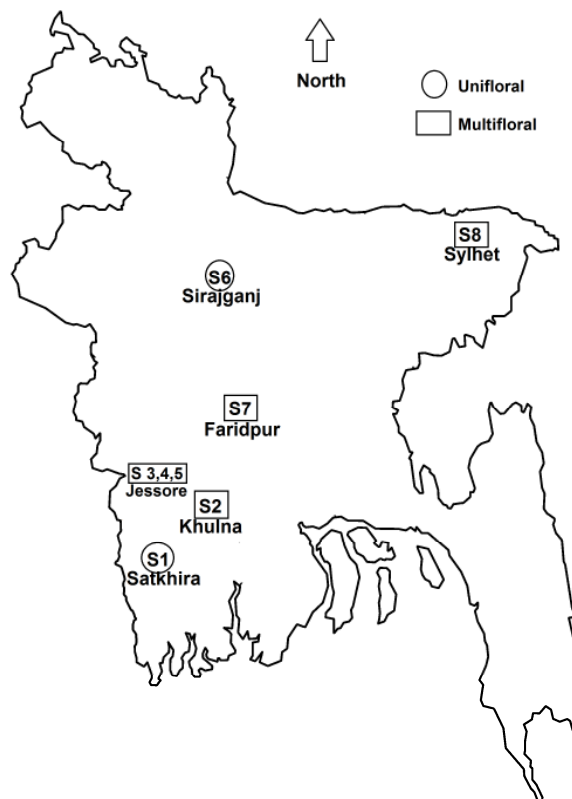 North
Unifloral
Multifloral
S8
Sylhet
S6
Sirajganj
S7
Faridpur
S 3,4,5
Jessore
S2
Khulna
S1
Satkhira